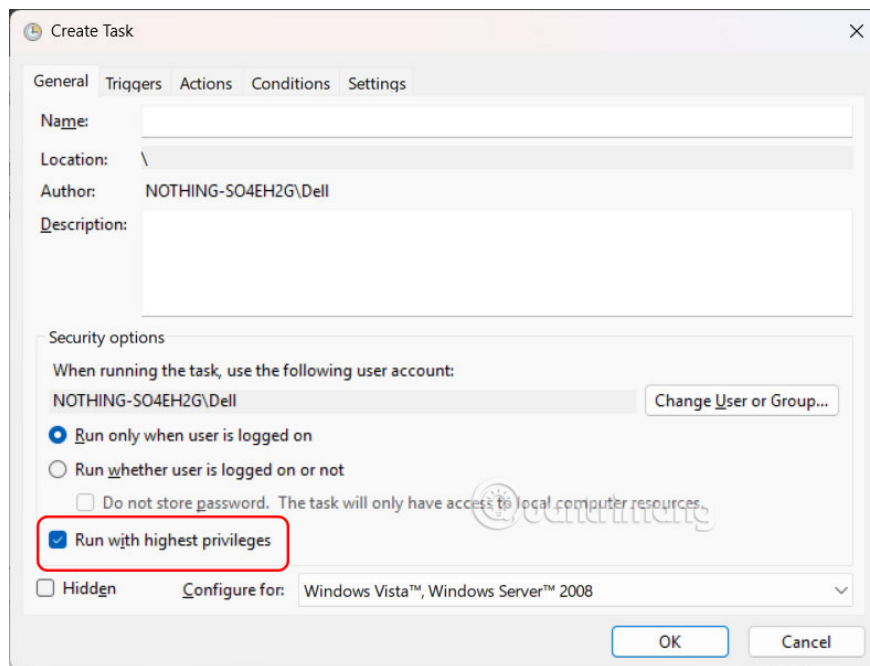 Create Task
General Triggers Actions Conditions Settings
Name:
Location: \
Author: NOTHING-SO4EH2G\Dell
Description:
Security options
When running the task, use the following user account:
NOTHING-SO4EH2G\Dell
Change User or Group...
Run only when user is logged on
Run whether user is logged on or not
Do not store password. The task will only have access to local computer resources.
@uantrimang
Run with highest privileges
Hidden
Configure for: Windows Vista™, Windows Server™ 2008
OK Cancel